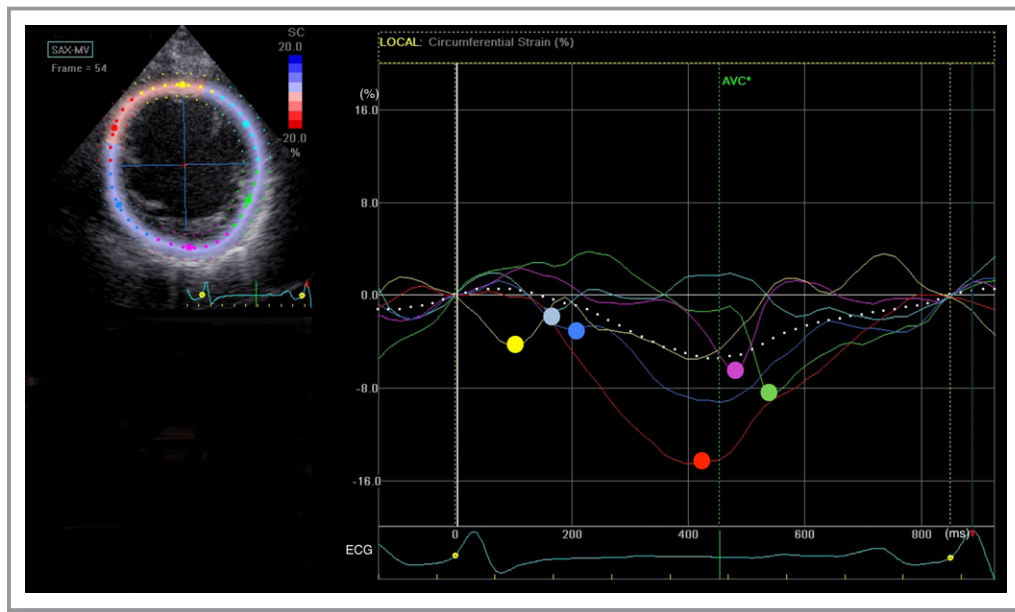 SAX-MV
Frame = 54
SC
20.0
-20.0
%
LOCAL: Circumferential Strain (%)
(%)
AVC*
16.0
8.0
0.0
-8.0
-16.0
0
200
400
600
800
(ms)
ECG